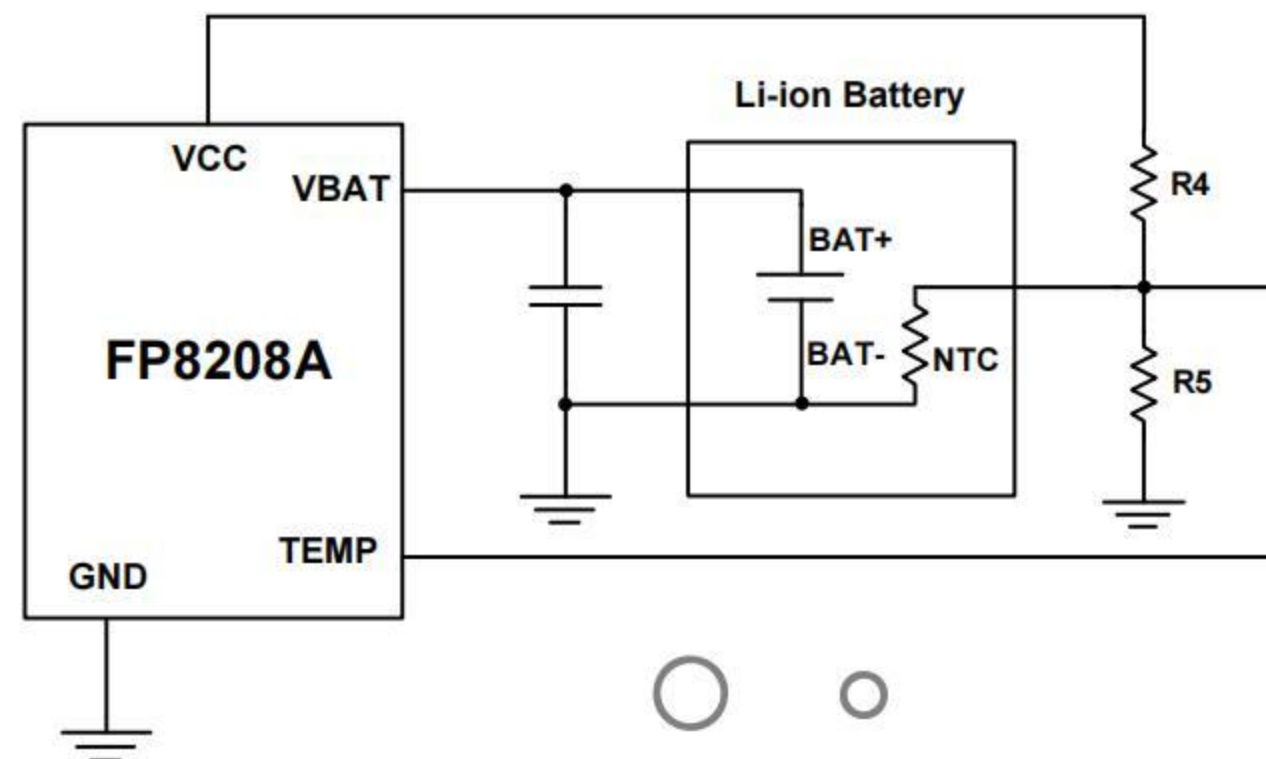 Li-ion Battery
VCC
VBAT
R4
BAT+
FP8208A
BAT-
NTC
R5
TEMP
GND